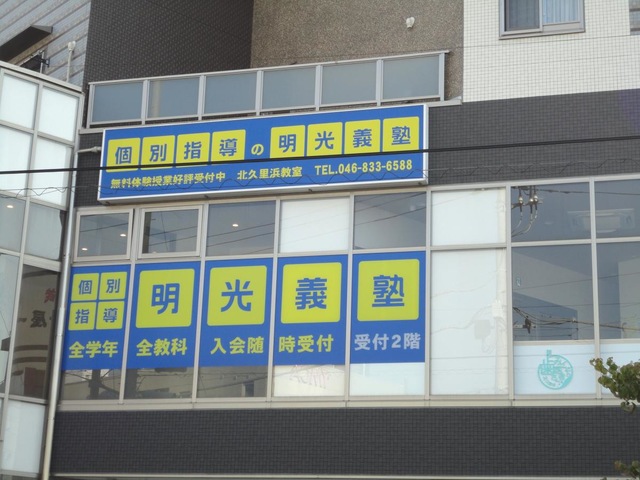 個別指導の明光義塾
無料体験授業好評受付中 北久里浜教室 TEL.046-833-6588
個別指導 明光義塾
全学年 全教科 入会随時受付 受付2階